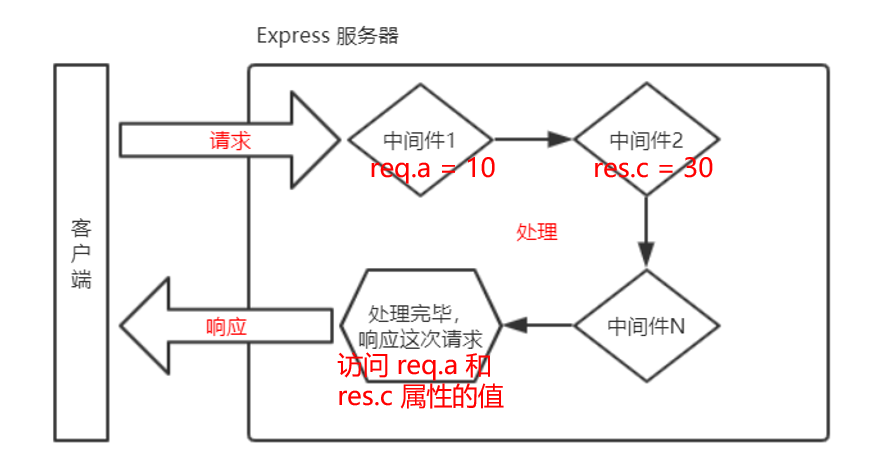 Express 服务器
客户端
请求
中间件1
req.a = 10
中间件2
res.c = 30
处理
中间件N
处理完毕，
响应这次请求
访问 req.a 和
res.c 属性的值
响应